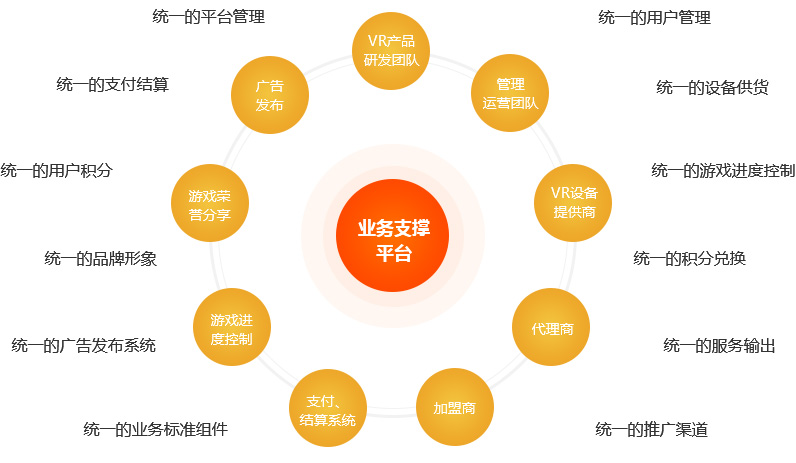 统一的平台管理
统一的用户管理
VR产品
研发团队
广告
发布
管理
运营团队
统一的支付结算
统一的设备供货
统一的用户积分
统一的游戏进度控制
游戏荣
誉分享
VR设备
提供商
业务支撑
平台
统一的品牌形象
统一的积分兑换
游戏进
度控制
代理商
统一的广告发布系统
统一的服务输出
支付、
结算系统
加盟商
统一的业务标准组件
统一的推广渠道